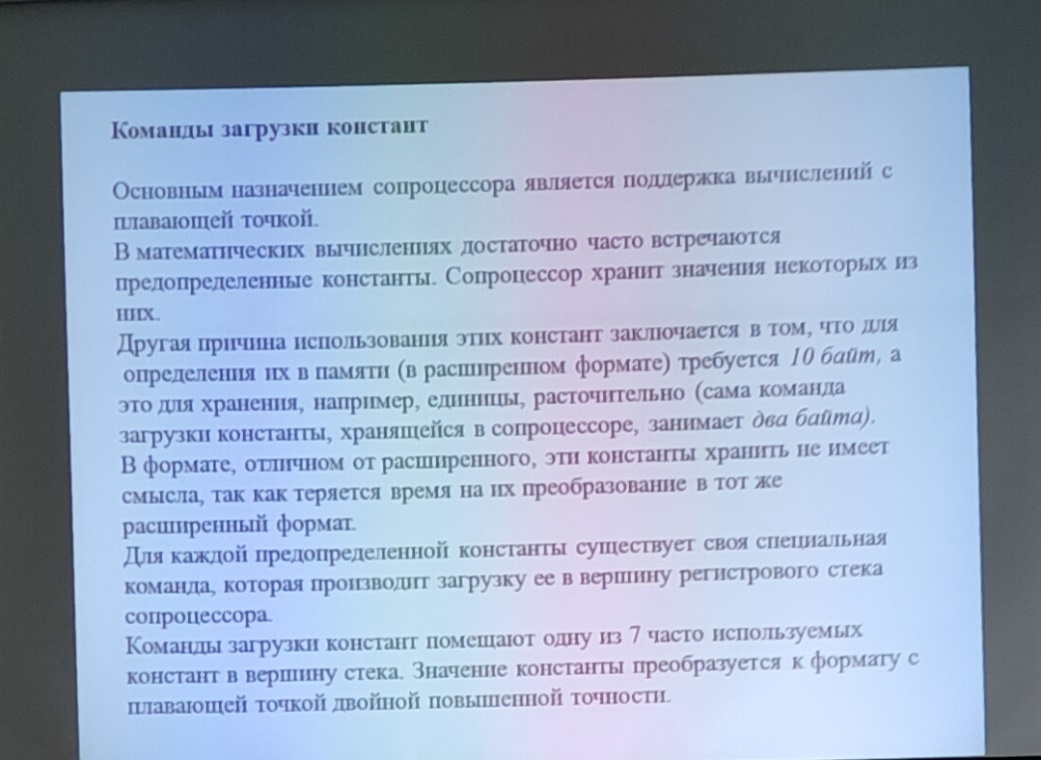 Команды загрузки констант
Основным назначением сопроцессора является поддержка вычислений с
плавающей точкой.
В математических вычислениях достаточно часто встречаются
предопределенные константы. Сопроцессор хранит значения некоторых из
них.
Другая причина использования этих констант заключается в том, что для
определения их в памяти (в расширенном формате) требуется 10 байт, а
это для хранения, например, единицы, расточительно (сама команда
загрузки константы, хранящейся в сопроцессоре, занимает два байта).
В формате, отличном от расширенного, эти константы хранить не имеет
смысла, так как теряется время на их преобразование в тот же
расширенный формат.
Для каждой предопределенной константы существует своя специальная
команда, которая производит загрузку ее в вершину регистрового стека
сопроцессора.
Команды загрузки констант помещают одну из 7 часто используемых
констант в вершину стека. Значение константы преобразуется к формату с
плавающей точкой двойной повышенной точности.